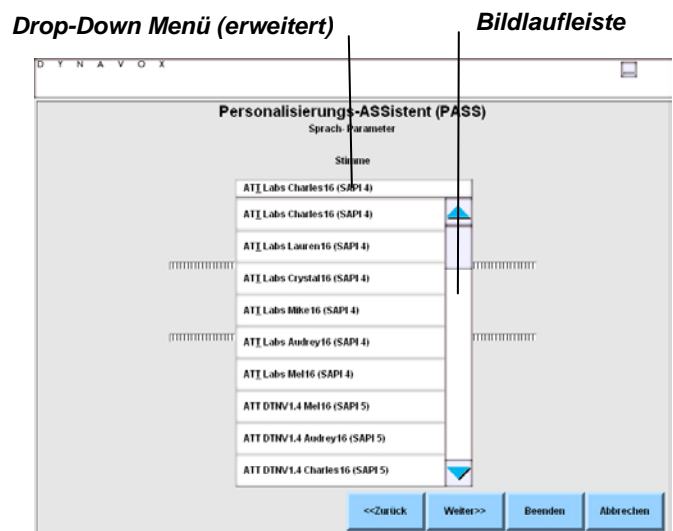 Drop-Down Menü (erweitert) Bildlaufleiste
D Y N A V O X
Personalisierungs-ASSistent (PASS)
Sprach- Parameter
Stimme
ATT Labs Charles16 (SAPI 4)
ATT Labs Charles16 (SAPI 4)
ATT Labs Lauren16 (SAPI 4)
ATT Labs Crystal16 (SAPI 4)
ATT Labs Mike16 (SAPI 4)
ATT Labs Audrey16 (SAPI 4)
ATT Labs Mel16 (SAPI 4)
ATT DTNV1.4 Mel16 (SAPI 5)
ATT DTNV1.4 Audrey16 (SAPI 5)
ATT DTNV1.4 Charles16 (SAPI 5)
<<Zurück Weiter>> Beenden Abbrechen